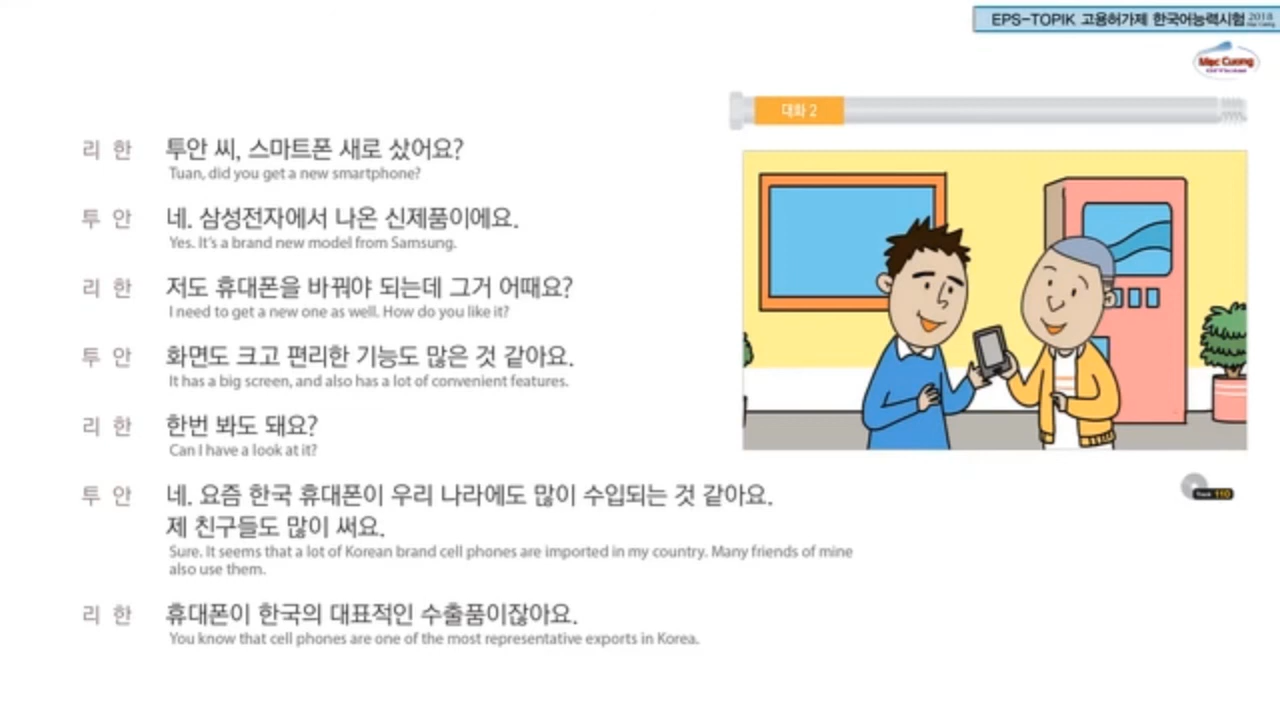 EPS-TOPIK 고용허가제 한국어능력시험 2018
Mạc Cương
대화 2
리 한 투안 씨, 스마트폰 새로 샀어요?
Tuan, did you get a new smartphone?
투 안 네. 삼성전자에서 나온 신제품이에요.
Yes. It's a brand new model from Samsung.
리 한 저도 휴대폰을 바꿔야 되는데 그거 어때요?
I need to get a new one as well. How do you like it?
투 안 화면도 크고 편리한 기능도 많은 것 같아요.
It has a big screen, and also has a lot of convenient features.
리 한 한번 봐도 돼요?
Can I have a look at it?
투 안 네. 요즘 한국 휴대폰이 우리 나라에도 많이 수입되는 것 같아요.
제 친구들도 많이 써요.
Sure. It seems that a lot of Korean brand cell phones are imported in my country. Many friends of mine
also use them.
리 한 휴대폰이 한국의 대표적인 수출품이잖아요.
You know that cell phones are one of the most representative exports in Korea.
Track 110